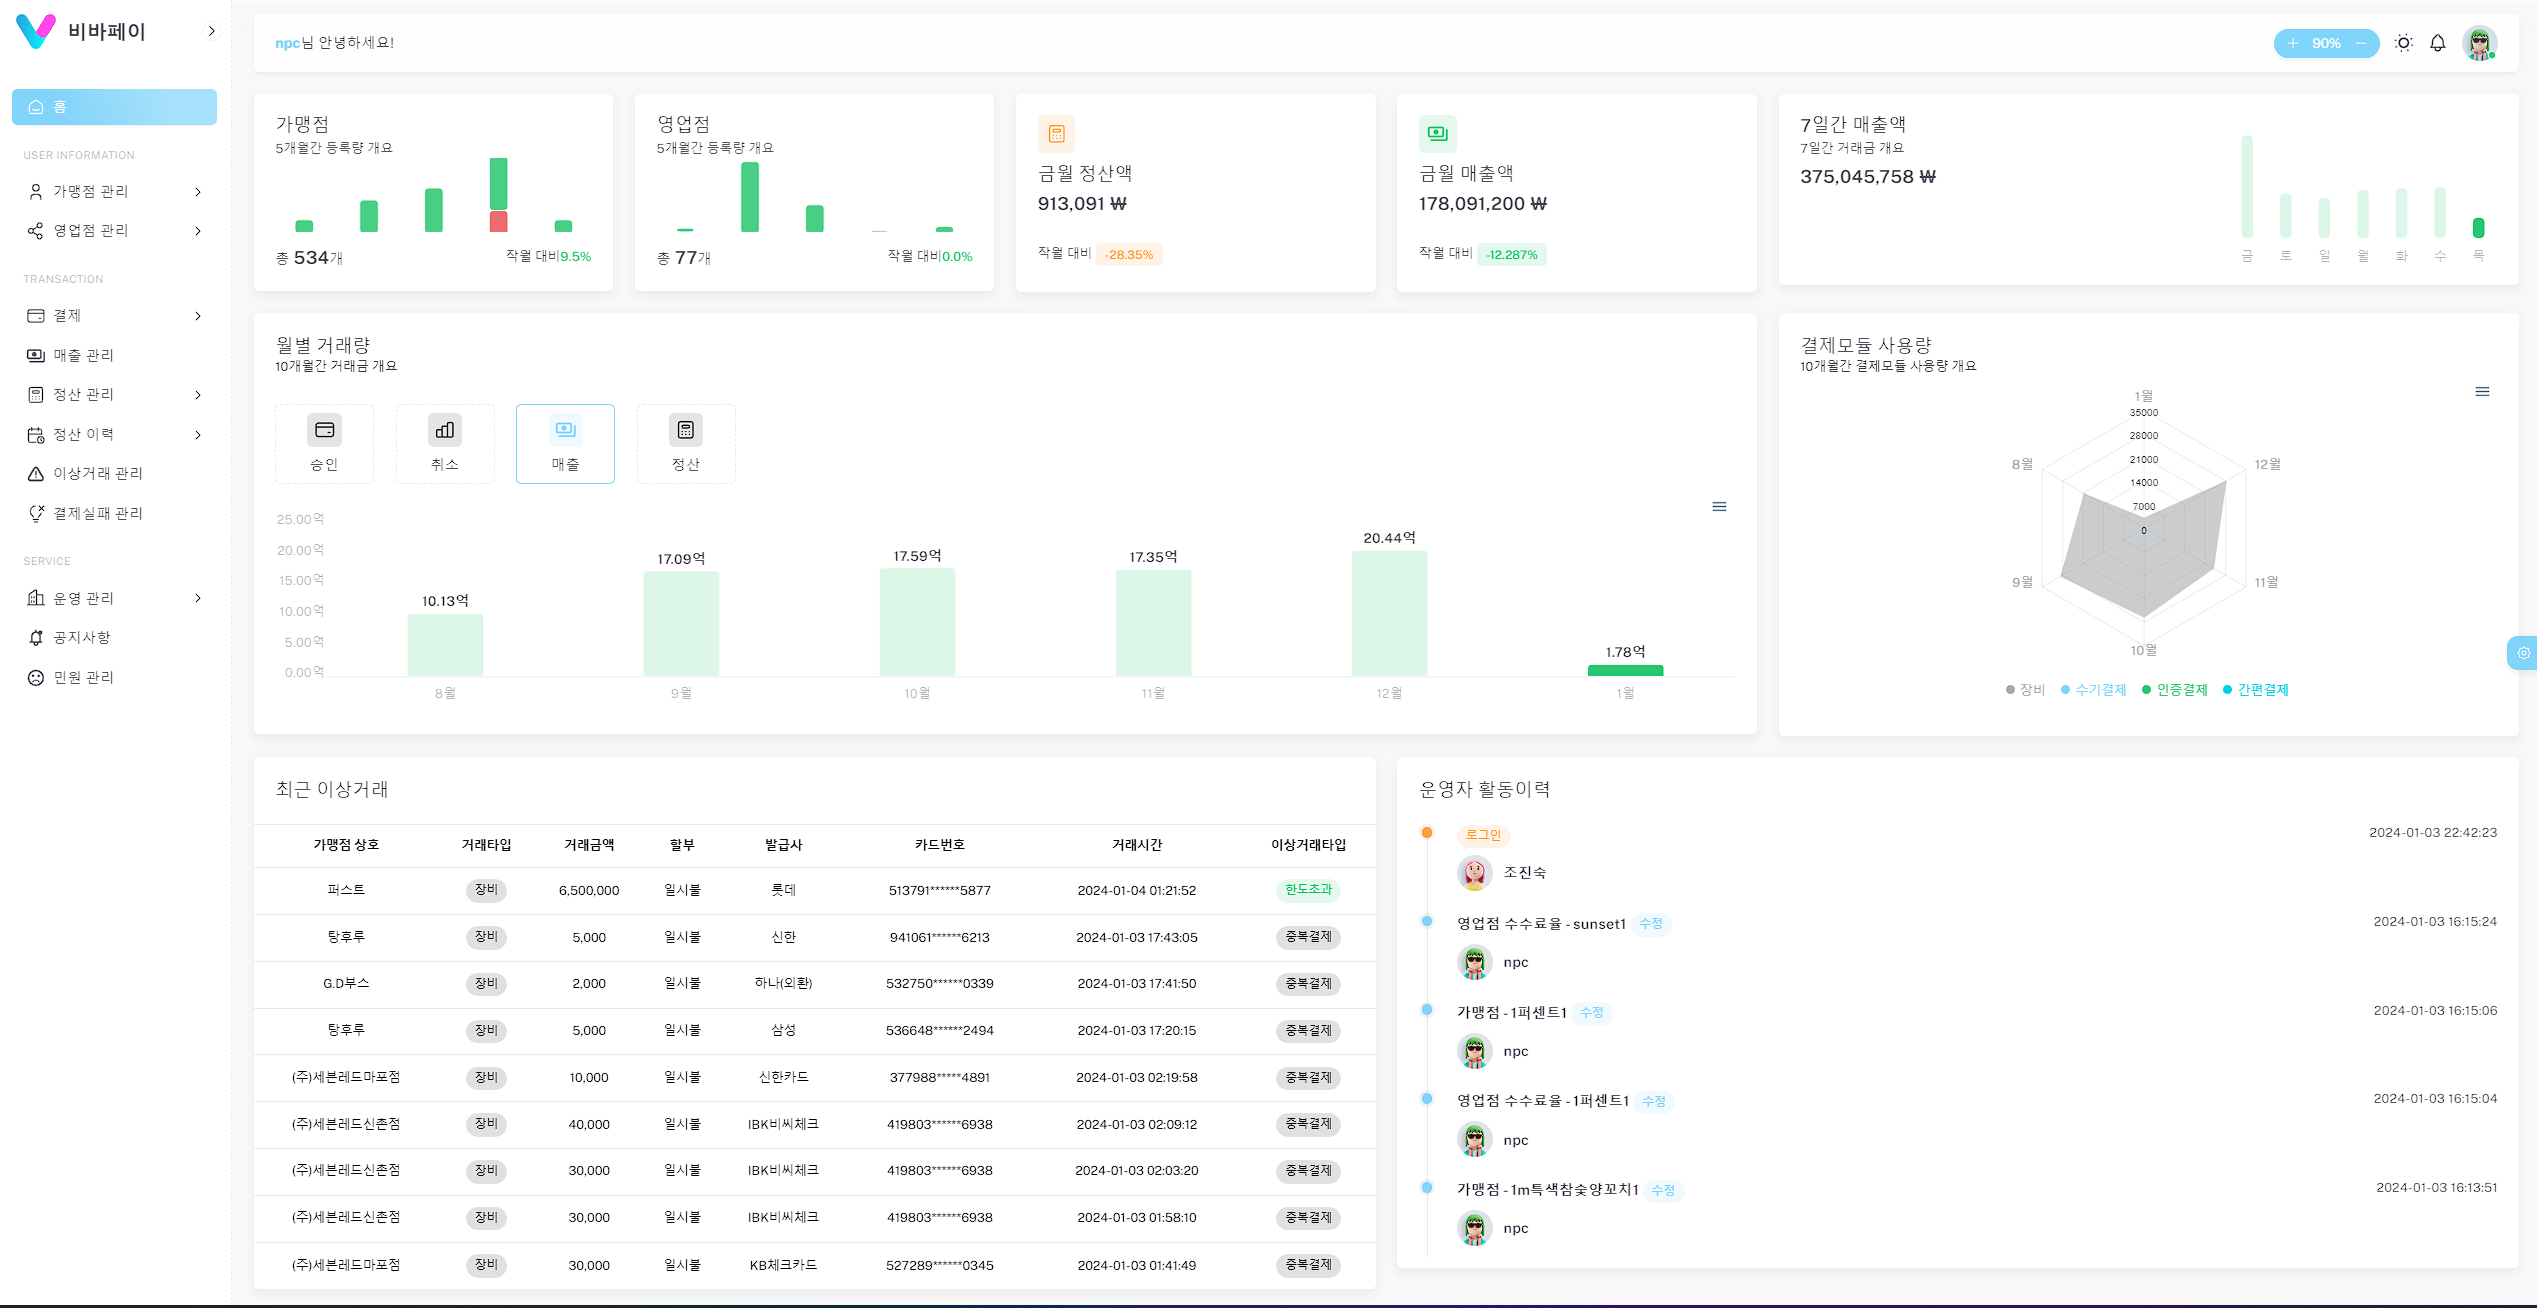 비바페이
홈
USER INFORMATION
가맹점 관리
영업점 관리
TRANSACTION
결제
매출 관리
정산 관리
정산 이력
이상거래 관리
결제실패 관리
SERVICE
운영 관리
공지사항
민원 관리
npc님 안녕하세요!
+ 90% −
가맹점
5개월간 등록량 개요
총 534개
작월 대비9.5%
영업점
5개월간 등록량 개요
총 77개
작월 대비0.0%
금월 정산액
913,091 ₩
작월 대비 -28.35%
금월 매출액
178,091,200 ₩
작월 대비 -12.287%
7일간 매출액
7일간 거래금 개요
375,045,758 ₩
금 토 일 월 화 수 목
월별 거래량
10개월간 거래금 개요
승인 취소 매출 정산
25.00억
20.00억
15.00억
10.00억
5.00억
0.00억
10.13억 17.09억 17.59억 17.35억 20.44억 1.78억
8월 9월 10월 11월 12월 1월
결제모듈 사용량
10개월간 결제모듈 사용량 개요
1월
35000
28000
21000
14000
7000
0
8월 12월
9월 11월
10월
장비 수기결제 인증결제 간편결제
최근 이상거래
가맹점 상호 거래타입 거래금액 할부 발급사 카드번호 거래시간 이상거래타입
퍼스트 장비 6,500,000 일시불 롯데 513791******5877 2024-01-04 01:21:52 한도초과
탕후루 장비 5,000 일시불 신한 941061******6213 2024-01-03 17:43:05 중복결제
G.D부스 장비 2,000 일시불 하나(외환) 532750******0339 2024-01-03 17:41:50 중복결제
탕후루 장비 5,000 일시불 삼성 536648******2494 2024-01-03 17:20:15 중복결제
(주)세븐레드마포점 장비 10,000 일시불 신한카드 377988*****4891 2024-01-03 02:19:58 중복결제
(주)세븐레드신촌점 장비 40,000 일시불 IBK비씨체크 419803******6938 2024-01-03 02:09:12 중복결제
(주)세븐레드신촌점 장비 30,000 일시불 IBK비씨체크 419803******6938 2024-01-03 02:03:20 중복결제
(주)세븐레드신촌점 장비 30,000 일시불 IBK비씨체크 419803******6938 2024-01-03 01:58:10 중복결제
(주)세븐레드마포점 장비 30,000 일시불 KB체크카드 527289******0345 2024-01-03 01:41:49 중복결제
운영자 활동이력
로그인 2024-01-03 22:42:23
조진숙
영업점 수수료율 - sunset1 수정 2024-01-03 16:15:24
npc
가맹점 - 1퍼센트1 수정 2024-01-03 16:15:06
npc
영업점 수수료율 - 1퍼센트1 수정 2024-01-03 16:15:04
npc
가맹점 - 1m특색참숯양꼬치1 수정 2024-01-03 16:13:51
npc